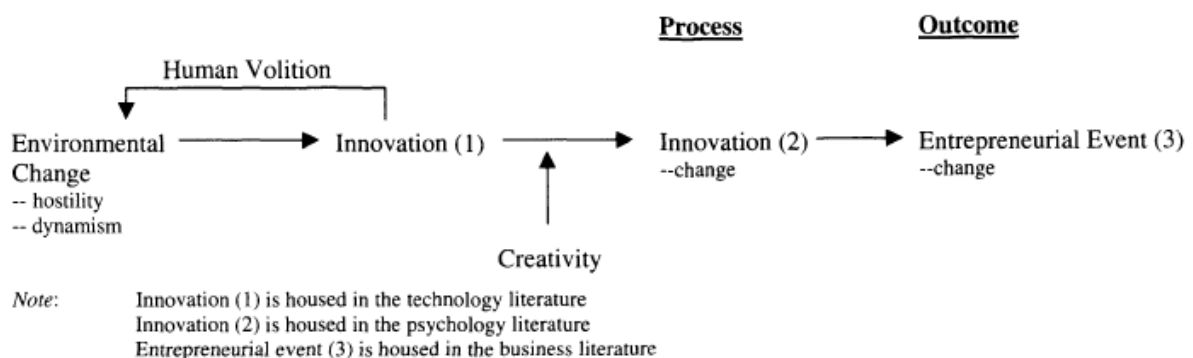 Process Outcome
Human Volition
Environmental Innovation (1) Innovation (2) Entrepreneurial Event (3)
Change --change --change
-- hostility
-- dynamism
Creativity
Note: Innovation (1) is housed in the technology literature
Innovation (2) is housed in the psychology literature
Entrepreneurial event (3) is housed in the business literature